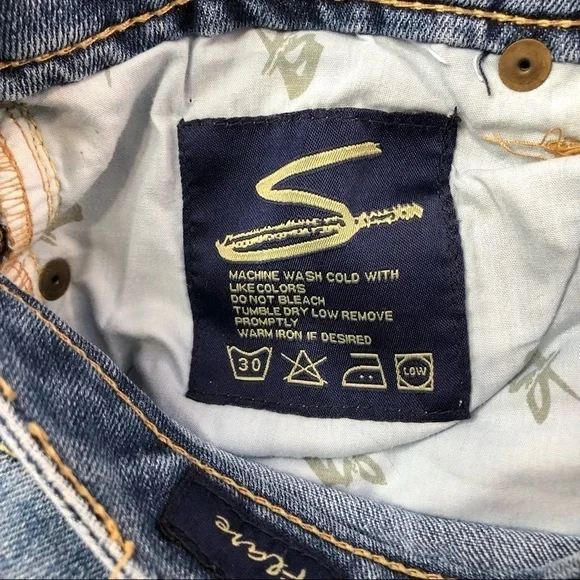 MACHINE WASH COLD WITH
LIKE COLORS
DO NOT BLEACH
TUMBLE DRY LOW REMOVE
PROMPTLY
WARM IRON IF DESIRED
30
LOW
Flare